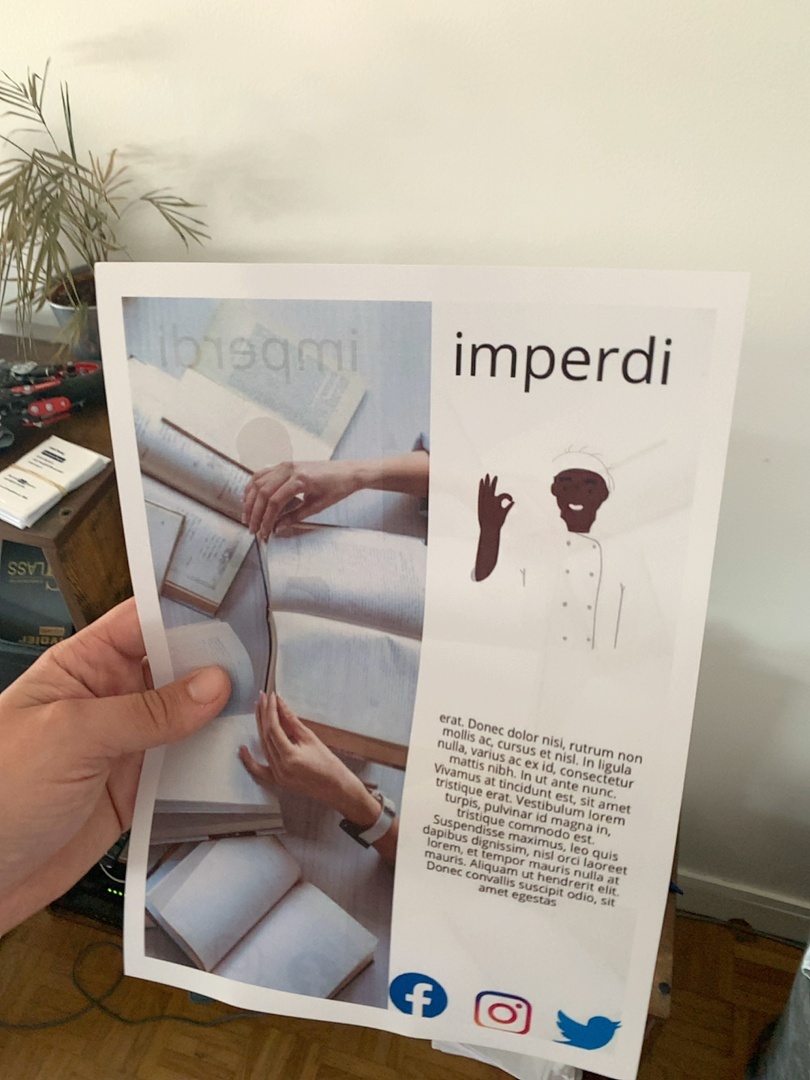 imperdi
erat. Donec dolor nisi, rutrum non
mollis ac, cursus et nisl. In ligula
nulla, varius ac ex id, consectetur
mattis nibh. In ut ante nunc.
Vivamus at tincidunt est, sit amet
tristique erat. Vestibulum lorem
turpis, pulvinar id magna in,
tristique commodo est.
Suspendisse maximus, leo quis
dapibus dignissim, nisl orci laoreet
lorem, et tempor mauris nulla at
mauris. Aliquam ut hendrerit elit.
Donec convallis suscipit odio, sit
amet egestas